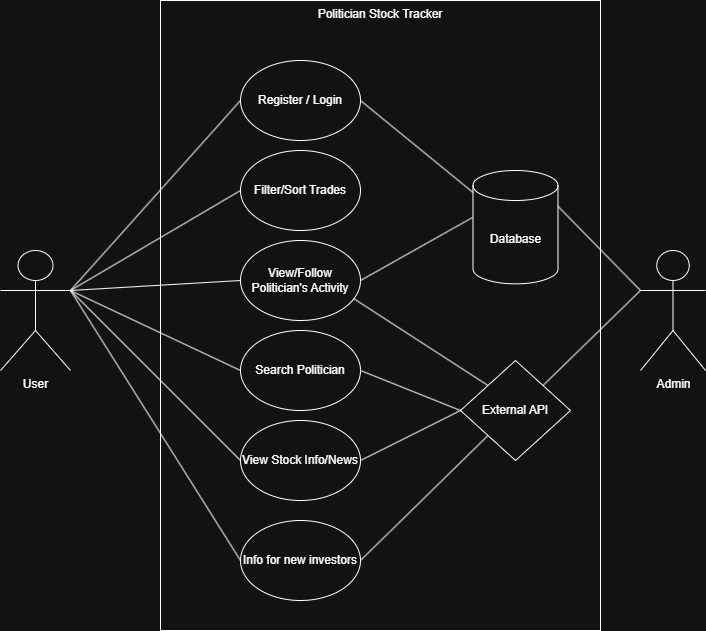 Politician Stock Tracker
Register / Login
Filter/Sort Trades
Database
View/Follow
Politician's Activity
Search Politician
User
Admin
External API
View Stock Info/News
Info for new investors